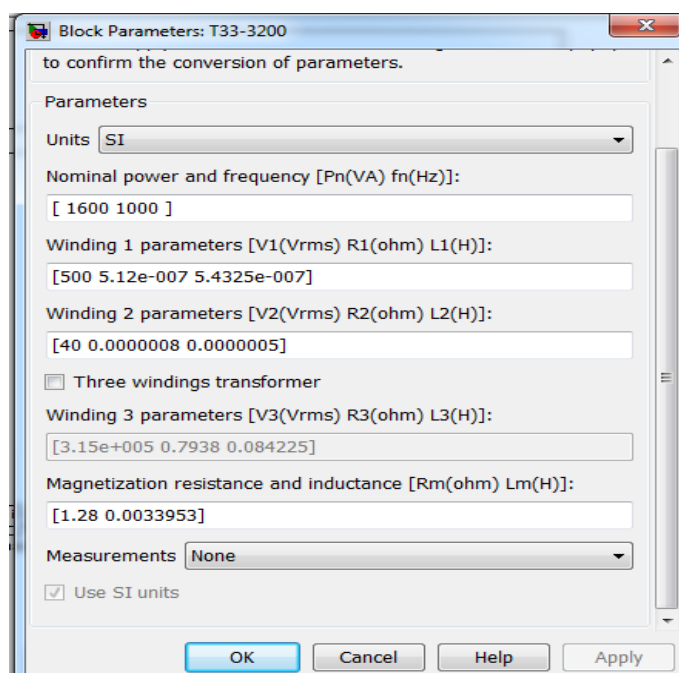 Block Parameters: T33-3200
to confirm the conversion of parameters.
Parameters
Units SI
Nominal power and frequency [Pn(VA) fn(Hz)]:
[ 1600 1000 ]
Winding 1 parameters [V1(Vrms) R1(ohm) L1(H)]:
[500 5.12e-007 5.4325e-007]
Winding 2 parameters [V2(Vrms) R2(ohm) L2(H)]:
[40 0.0000008 0.0000005]
Three windings transformer
Winding 3 parameters [V3(Vrms) R3(ohm) L3(H)]:
[3.15e+005 0.7938 0.084225]
Magnetization resistance and inductance [Rm(ohm) Lm(H)]:
[1.28 0.0033953]
Measurements None
Use SI units
OK Cancel Help Apply